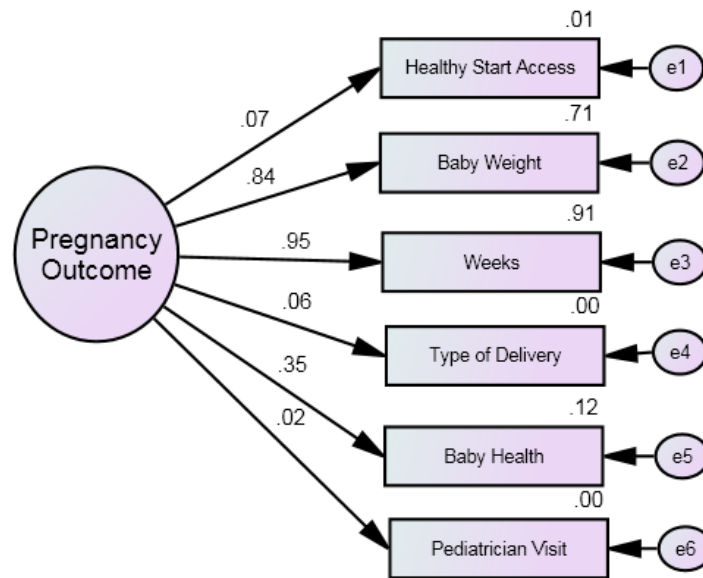 .01
Healthy Start Access
e1
.07
.71
Baby Weight
e2
.84
.91
Pregnancy
Outcome
.95
Weeks
e3
.00
.06
Type of Delivery
e4
.35
.12
Baby Health
e5
.02
.00
Pediatrician Visit
e6